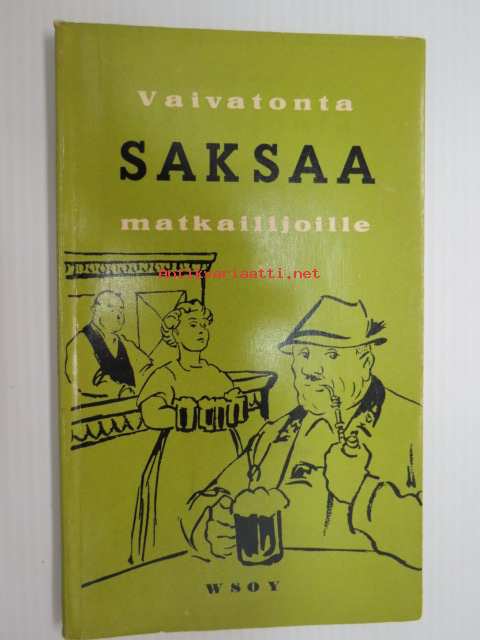 Vaivatonta
SAKSAA
matkailijoille
Antikvariaatti.net
WSOY